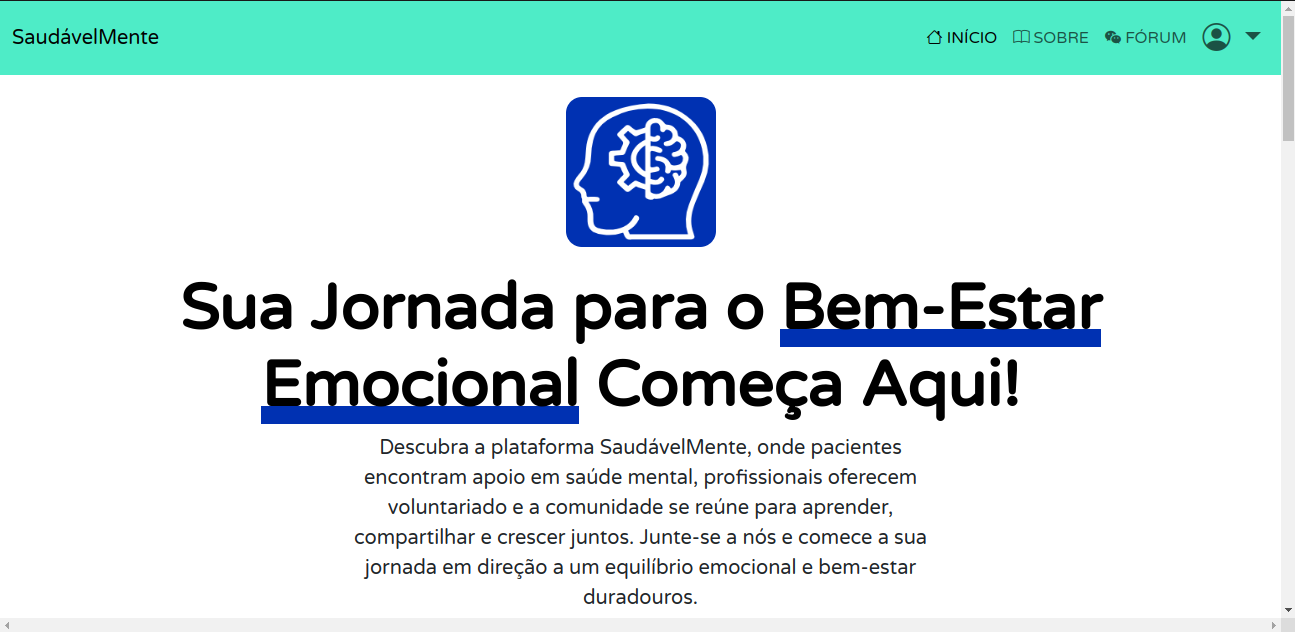 SaudávelMente
INÍCIO
SOBRE
FÓRUM
Sua Jornada para o Bem-Estar
Emocional Começa Aqui!
Descubra a plataforma SaudávelMente, onde pacientes
encontram apoio em saúde mental, profissionais oferecem
voluntariado e a comunidade se reúne para aprender,
compartilhar e crescer juntos. Junte-se a nós e comece a sua
jornada em direção a um equilíbrio emocional e bem-estar
duradouros.